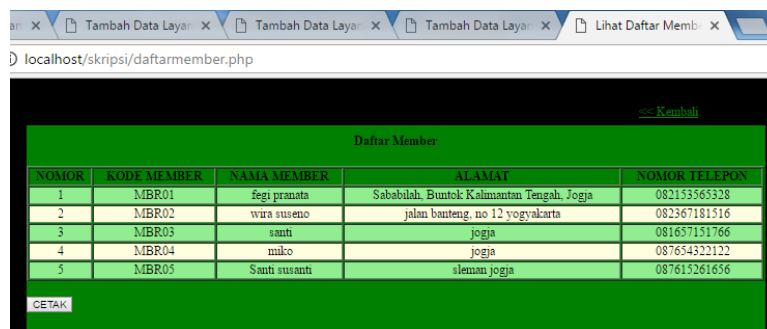 Tambah Data Layan Tambah Data Layan Tambah Data Layan Lihat Daftar Membe
localhost/skripsi/daftarmember.php
<< Kembali
Daftar Member
NOMOR KODE MEMBER NAMA MEMBER ALAMAT NOMOR TELEPON
1 MBR01 fegi pranata Sababilah, Buntok Kalimantan Tengah, Jogja 082153565328
2 MBR02 wira suseno jalan banteng, no 12 yogyakarta 082367181516
3 MBR03 santi jogja 081657151766
4 MBR04 miko jogja 087654322122
5 MBR05 Santi susanti sleman jogja 087615261656
CETAK